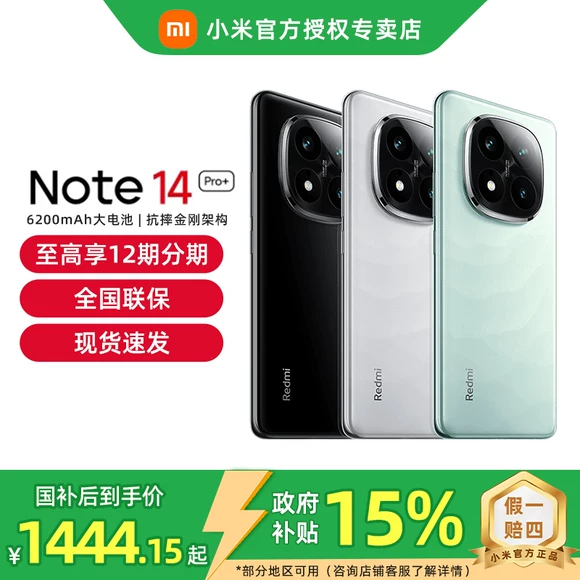 小米官方授权专卖店
Note 14 Pro+
6200mAh大电池 | 抗摔金刚架构
至高享12期分期
全国联保
现货速发
Redmi
Redmi
Redmi
国补后到手价
¥1444.15起
政府补贴 15%
*部分地区可用（咨询店铺客服了解详情）
假一赔四
小米官方正品